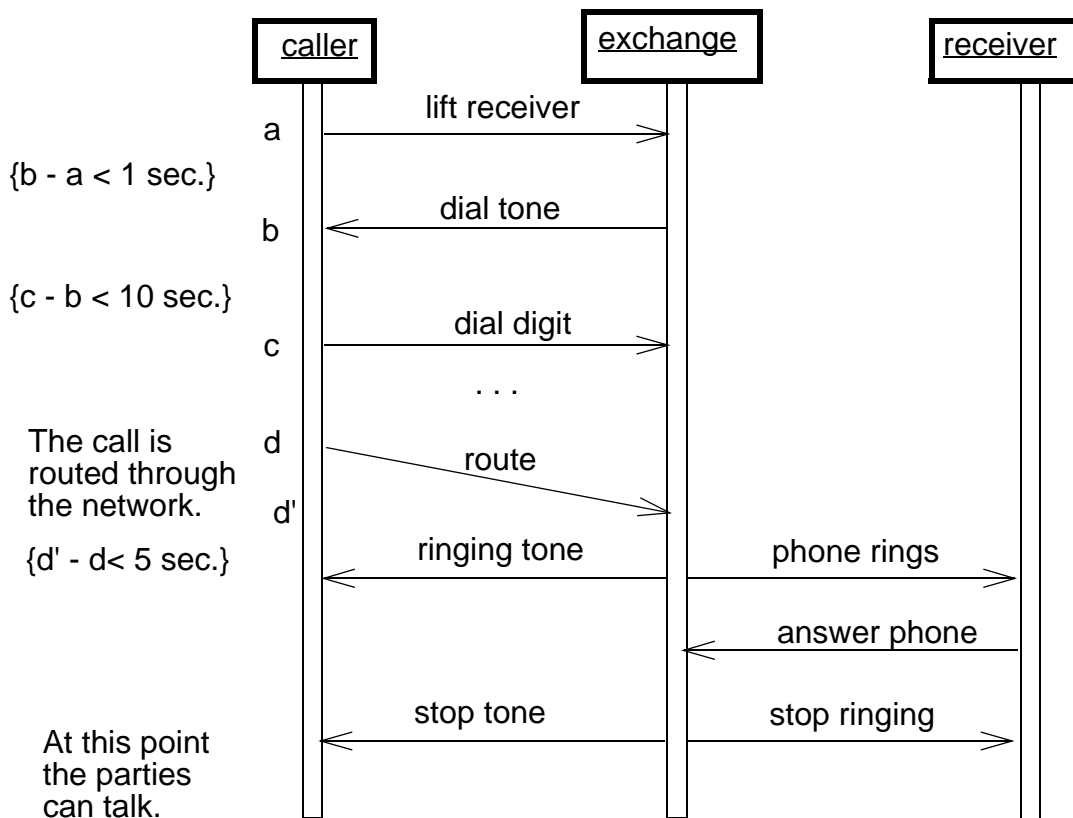 caller
exchange
receiver
lift receiver
a
{b - a < 1 sec.}
dial tone
b
{c - b < 10 sec.}
dial digit
c
. . .
The call is
routed through
the network.
d
route
d'
{d' - d< 5 sec.}
ringing tone
phone rings
answer phone
stop tone
stop ringing
At this point
the parties
can talk.